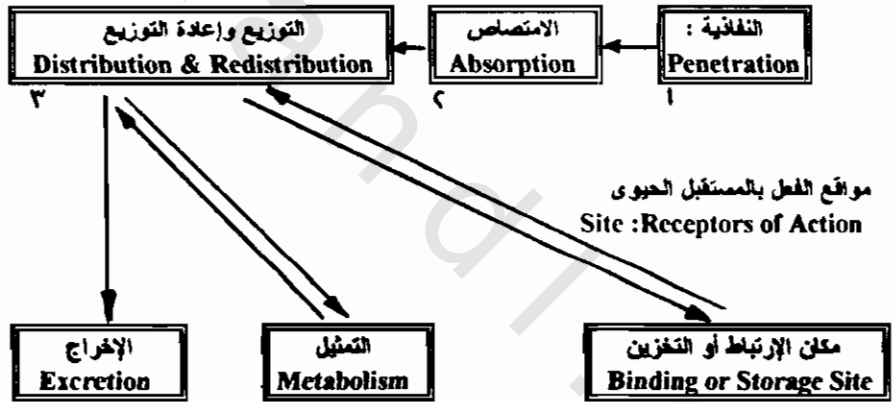 النفاذية :
Penetration
١
الامتصاص
Absorption
٢
التوزيع وإعادة التوزيع
Distribution & Redistribution
٣
مواقع الفعل بالمستقبل الحيوى
Site :Receptors of Action
مكان الإرتباط أو التخزين
Binding or Storage Site
التمثيل
Metabolism
الإخراج
Excretion